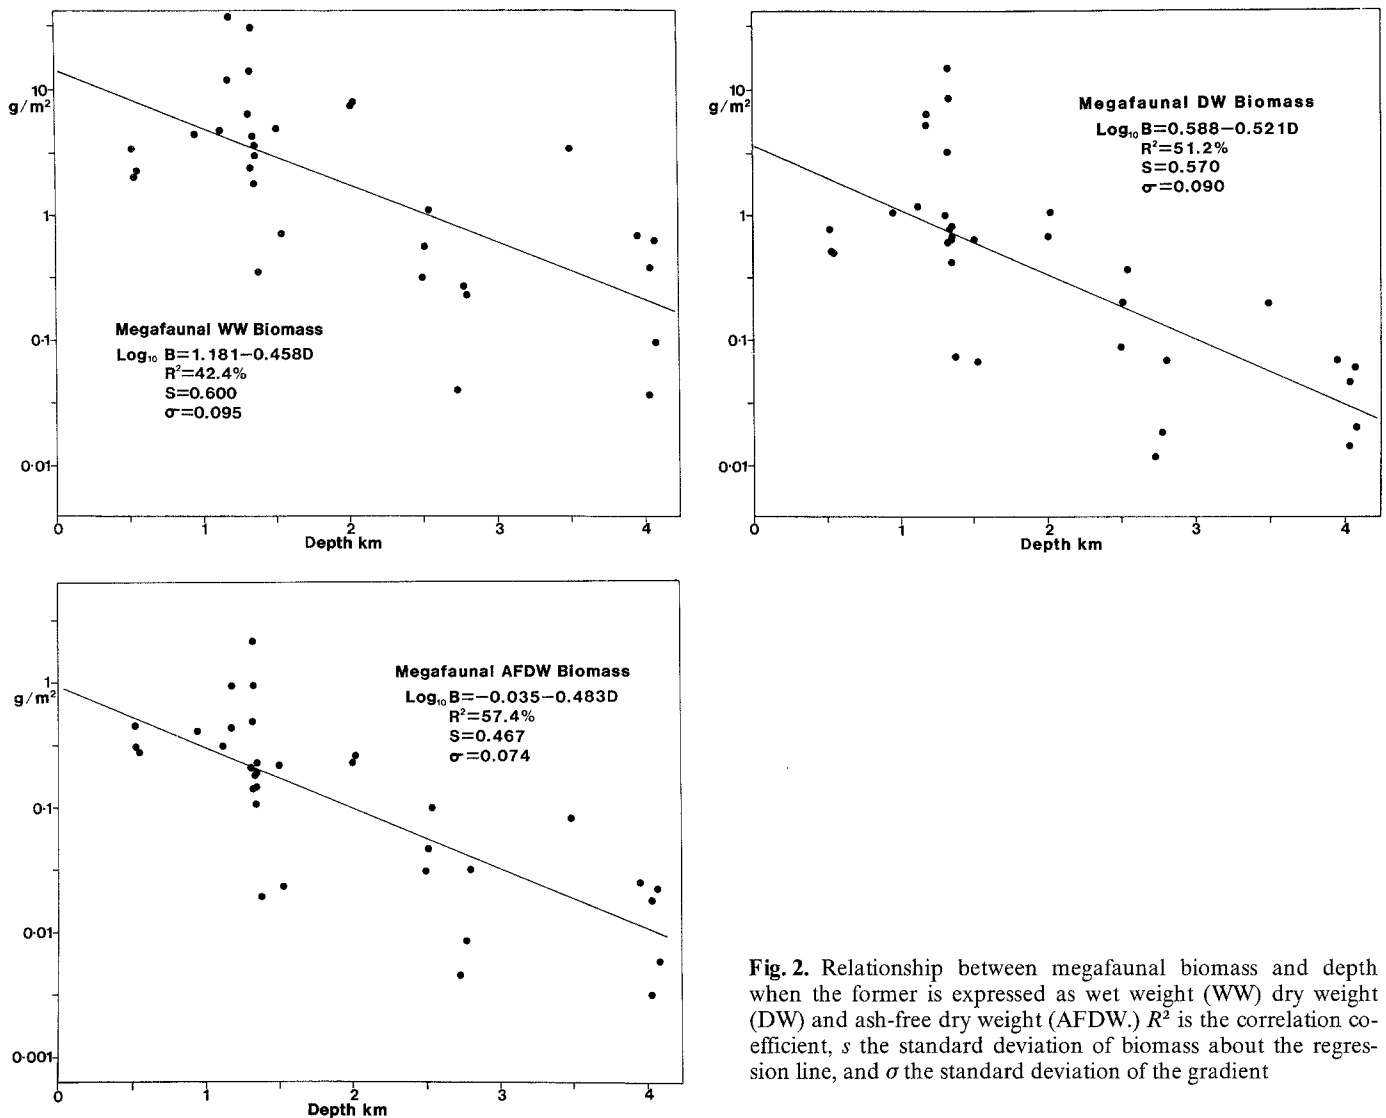 10
g/m²
1
0·1
0·01
Megafaunal WW Biomass
Log₁₀ B=1.181−0.458D
R²=42.4%
S=0.600
σ=0.095
0 1 2 3 4
Depth km
10
g/m²
1
0·1
0·01
Megafaunal DW Biomass
Log₁₀B=0.588−0.521D
R²=51.2%
S=0.570
σ=0.090
0 1 2 3 4
Depth km
1
g/m²
0·1
0·01
0·001
Megafaunal AFDW Biomass
Log₁₀B=−0.035−0.483D
R²=57.4%
S=0.467
σ=0.074
0 1 2 3 4
Depth km
Fig. 2. Relationship between megafaunal biomass and depth
when the former is expressed as wet weight (WW) dry weight
(DW) and ash-free dry weight (AFDW.) R² is the correlation co-
efficient, s the standard deviation of biomass about the regres-
sion line, and σ the standard deviation of the gradient